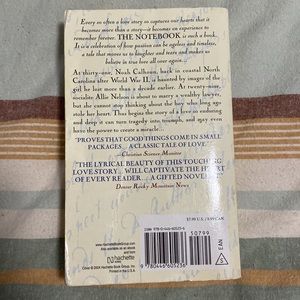 Every so often a love story so captures our hearts that it
becomes more than a story—it becomes an experience to
remember forever. THE NOTEBOOK is such a book.
It is a celebration of how passion can be ageless and timeless,
a tale that moves us to laughter and tears and makes us
believe in true love all over again...
At thirty-one, Noah Calhoun, back in coastal North
Carolina after World War II, is haunted by images of the
girl he lost more than a decade earlier. At twenty-nine,
socialite Allie Nelson is about to marry a wealthy lawyer,
but she cannot stop thinking about the boy who long ago
stole her heart. Thus begins the story of a love so enduring
and deep it can turn tragedy into triumph, and may even
have the power to create a miracle...
"PROVES THAT GOOD THINGS COME IN SMALL
PACKAGES... A CLASSIC TALE OF LOVE."
—Christian Science Monitor
"THE LYRICAL BEAUTY OF THIS TOUCHING
LOVE STORY... WILL CAPTIVATE THE HEART
OF EVERY READER... A GIFTED NOVELIST."
—Denver Rocky Mountain News
$7.99 U.S.
ISBN 978-0-446-60523-6
50799
9 780446 605236
EAN
hachette